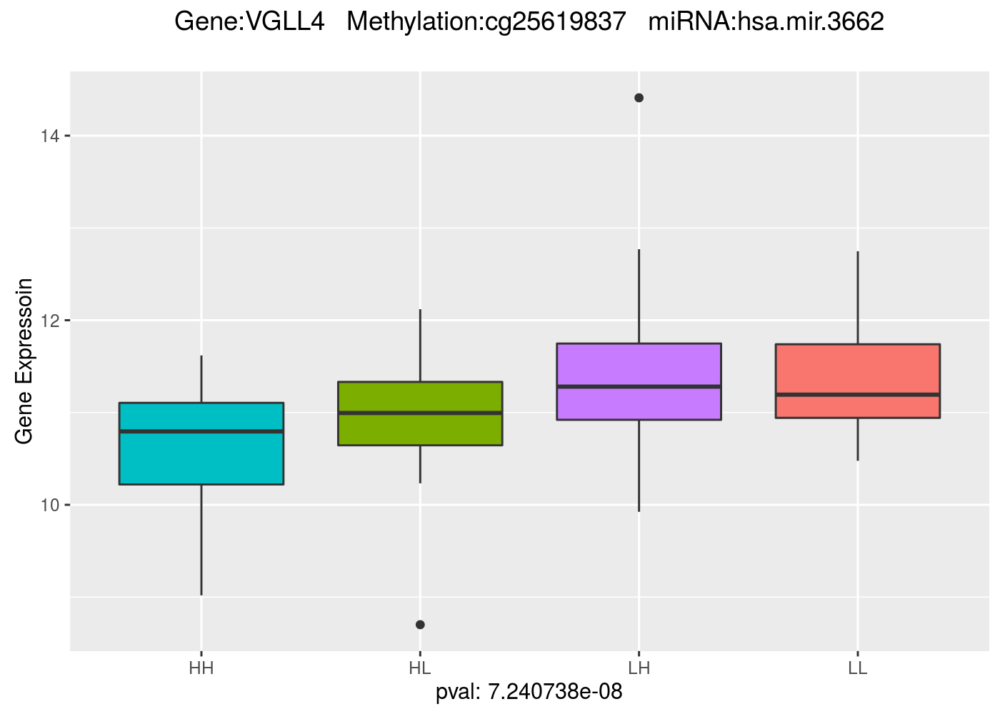 Gene:VGLL4   Methylation:cg25619837   miRNA:hsa.mir.3662
14
12
10
Gene Expressoin
HH HL LH LL
pval: 7.240738e-08